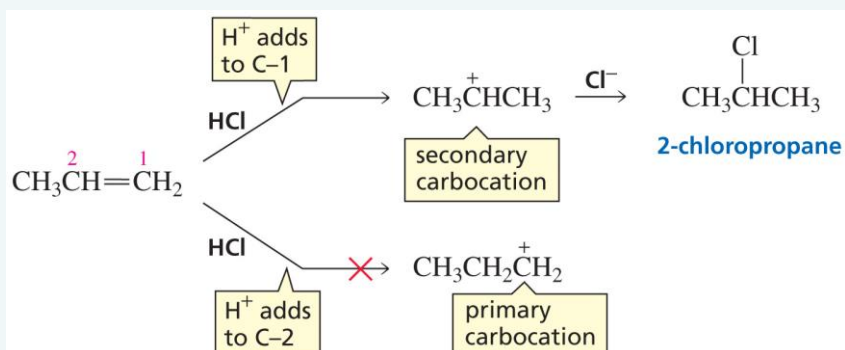 H⁺ adds
to C–1
HCl
CH₃C⁺HCH₃ Cl⁻
Cl
CH₃CHCH₃
2-chloropropane
secondary
carbocation
2 1
CH₃CH=CH₂
HCl
CH₃CH₂C⁺H₂
H⁺ adds
to C–2
primary
carbocation